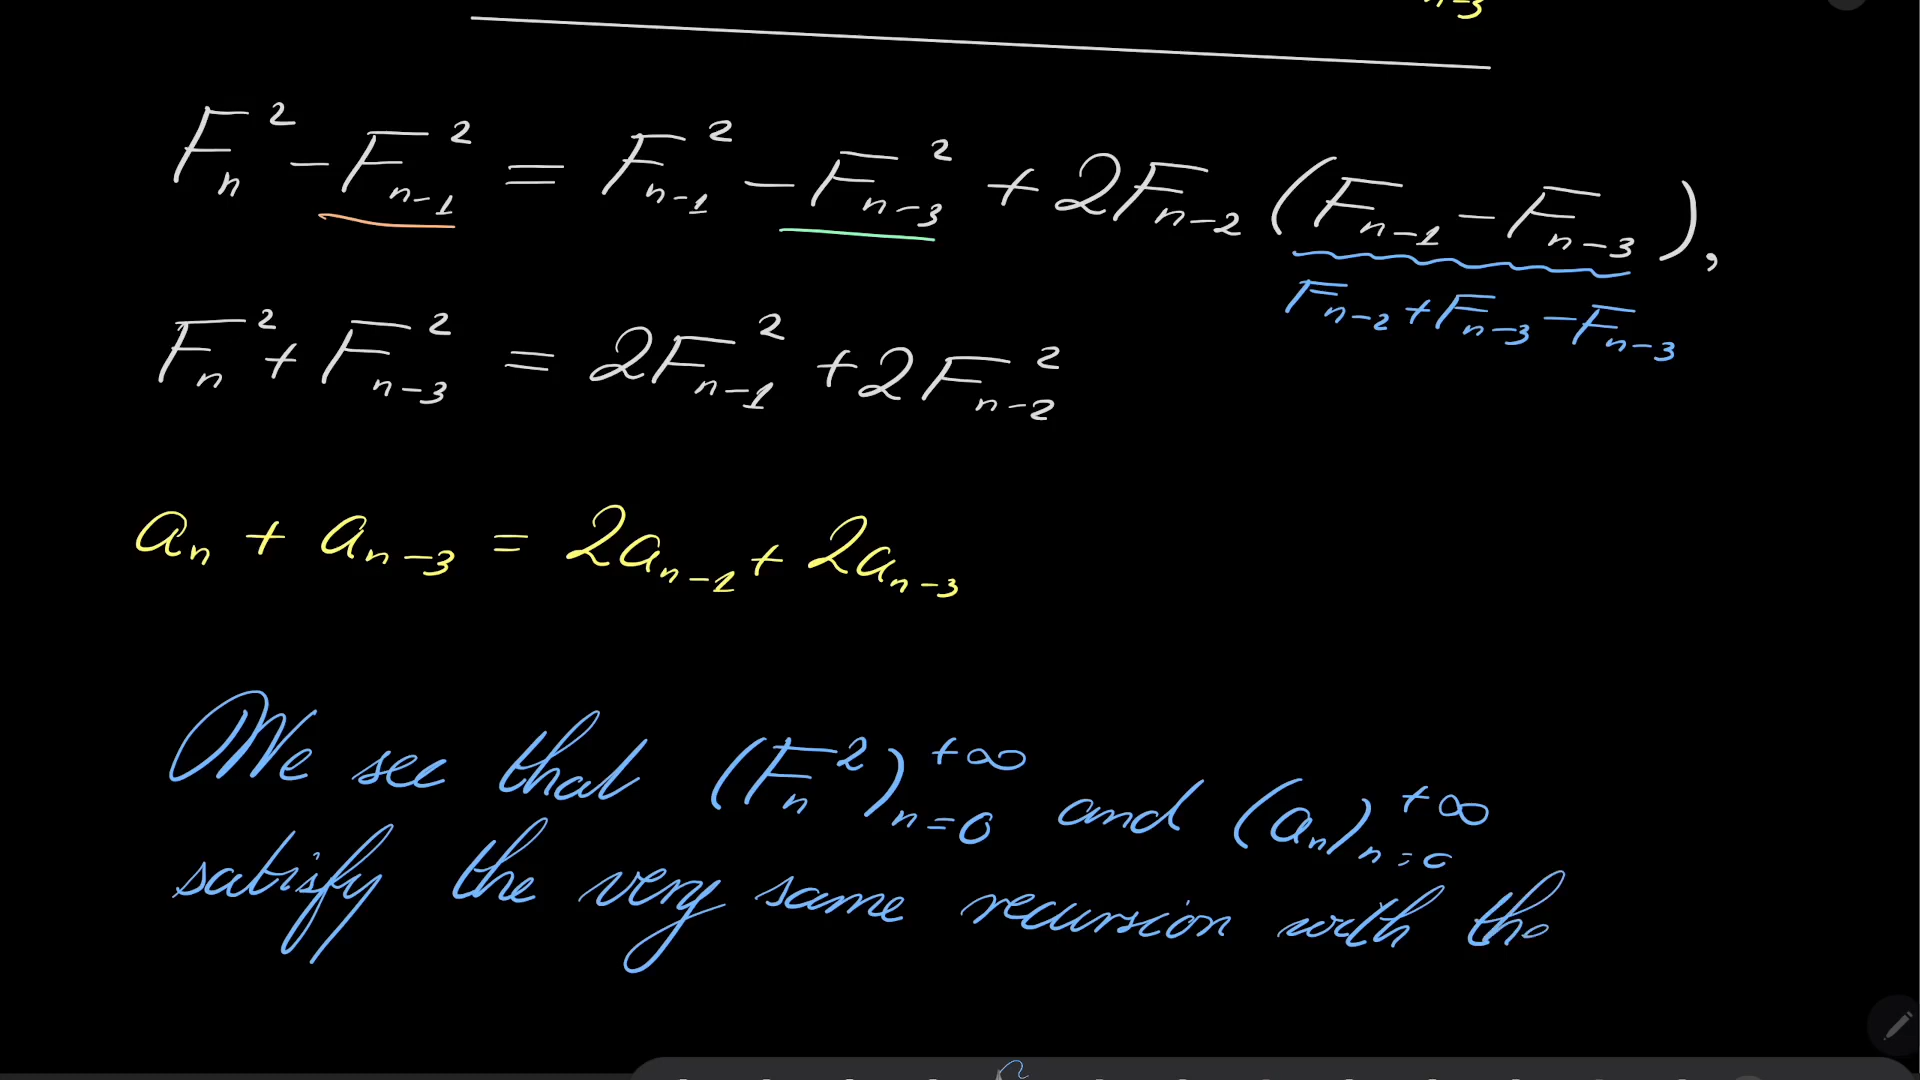 n-3
F_n^2 - F_{n-1}^2 = F_{n-1}^2 - F_{n-3}^2 + 2F_{n-2}(F_{n-1} - F_{n-3}),
F_{n-2} + F_{n-3} - F_{n-3}
F_n^2 + F_{n-3}^2 = 2F_{n-1}^2 + 2F_{n-2}^2
a_n + a_{n-3} = 2a_{n-1} + 2a_{n-3}
We see that (F_n^2)_{n=0}^{+∞} and (a_n)_{n=0}^{+∞}
satisfy the very same recursion with the